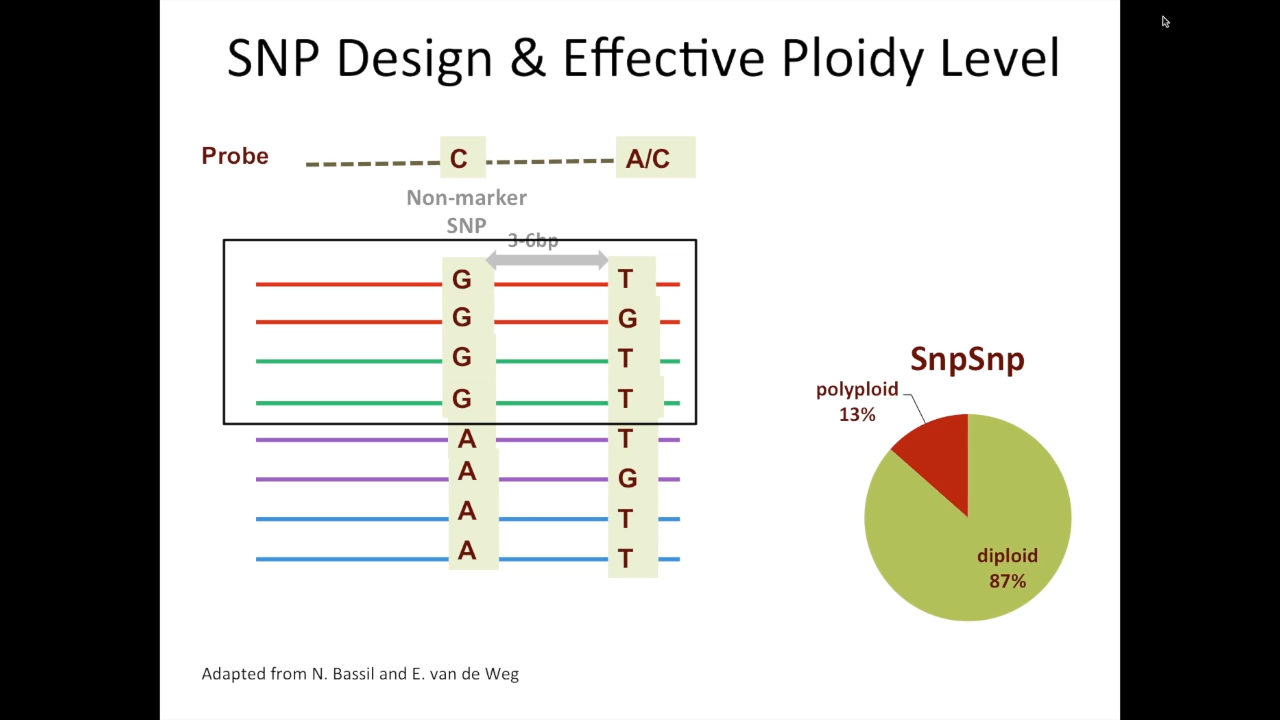 SNP Design & Effective Ploidy Level
Probe
C
A/C
Non-marker
SNP
3-6bp
G T
G G
G T
G T
A T
A G
A T
A T
SnpSnp
polyploid
13%
diploid
87%
Adapted from N. Bassil and E. van de Weg